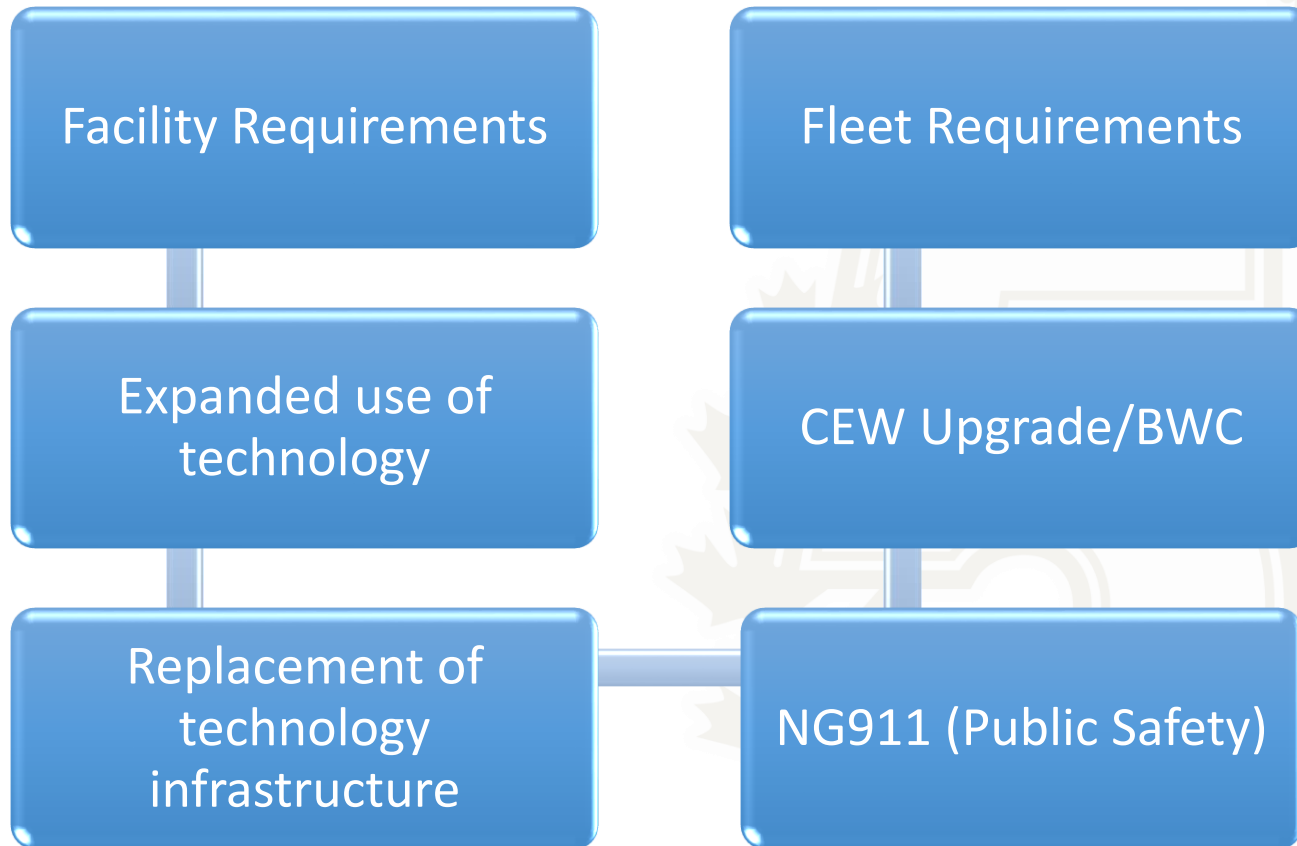 Facility Requirements
Expanded use of
technology
Replacement of
technology
infrastructure
NG911 (Public Safety)
CEW Upgrade/BWC
Fleet Requirements